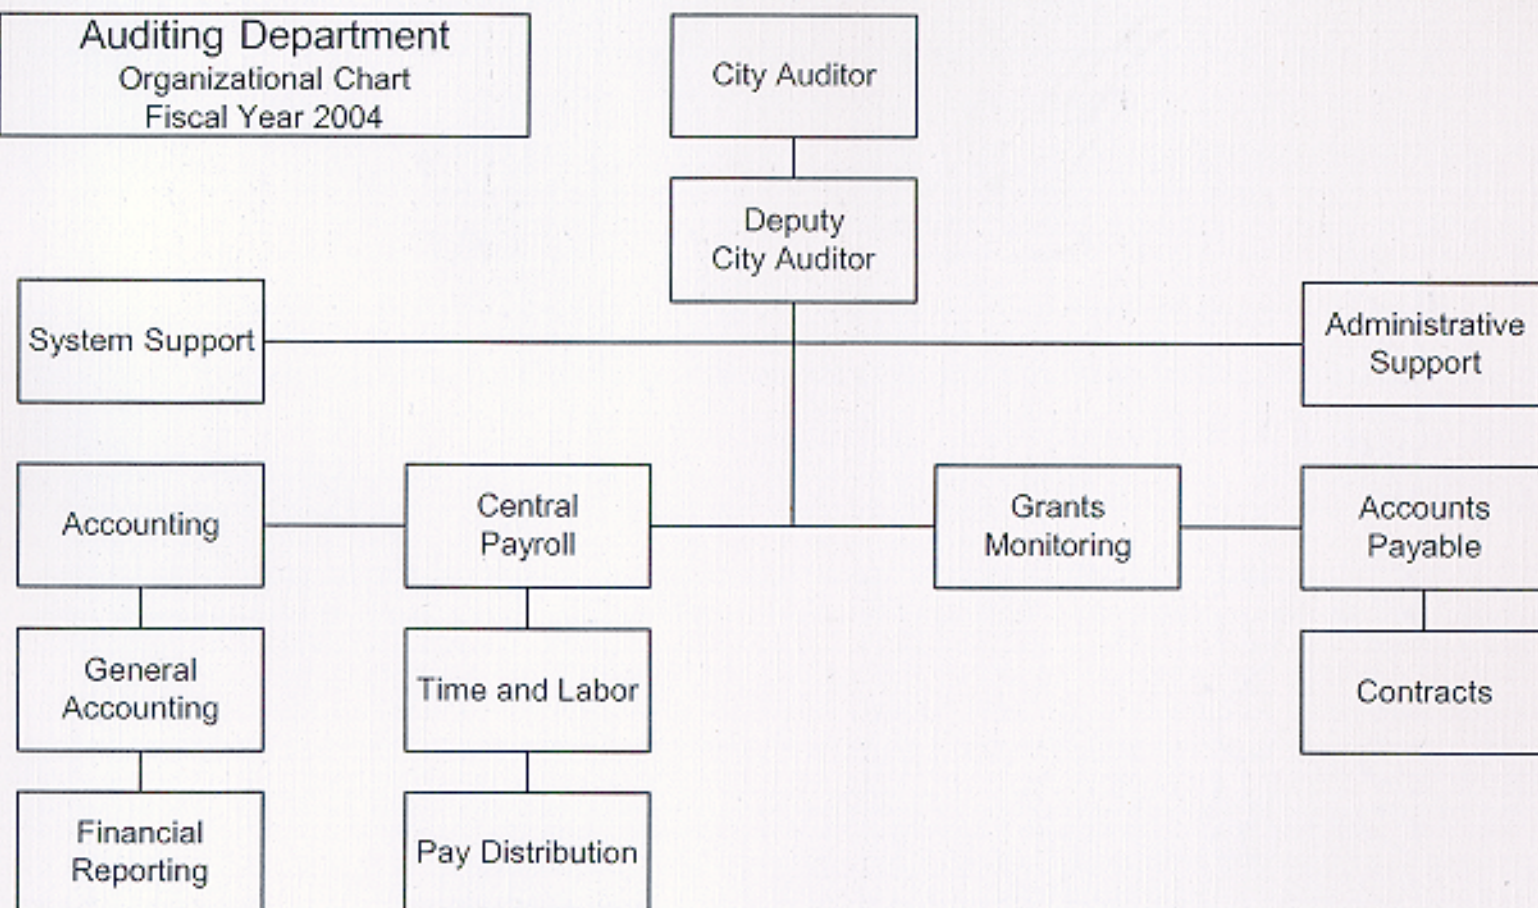 Auditing Department
Organizational Chart
Fiscal Year 2004
City Auditor
Deputy
City Auditor
System Support
Administrative
Support
Accounting
Central
Payroll
Grants
Monitoring
Accounts
Payable
General
Accounting
Time and Labor
Contracts
Financial
Reporting
Pay Distribution